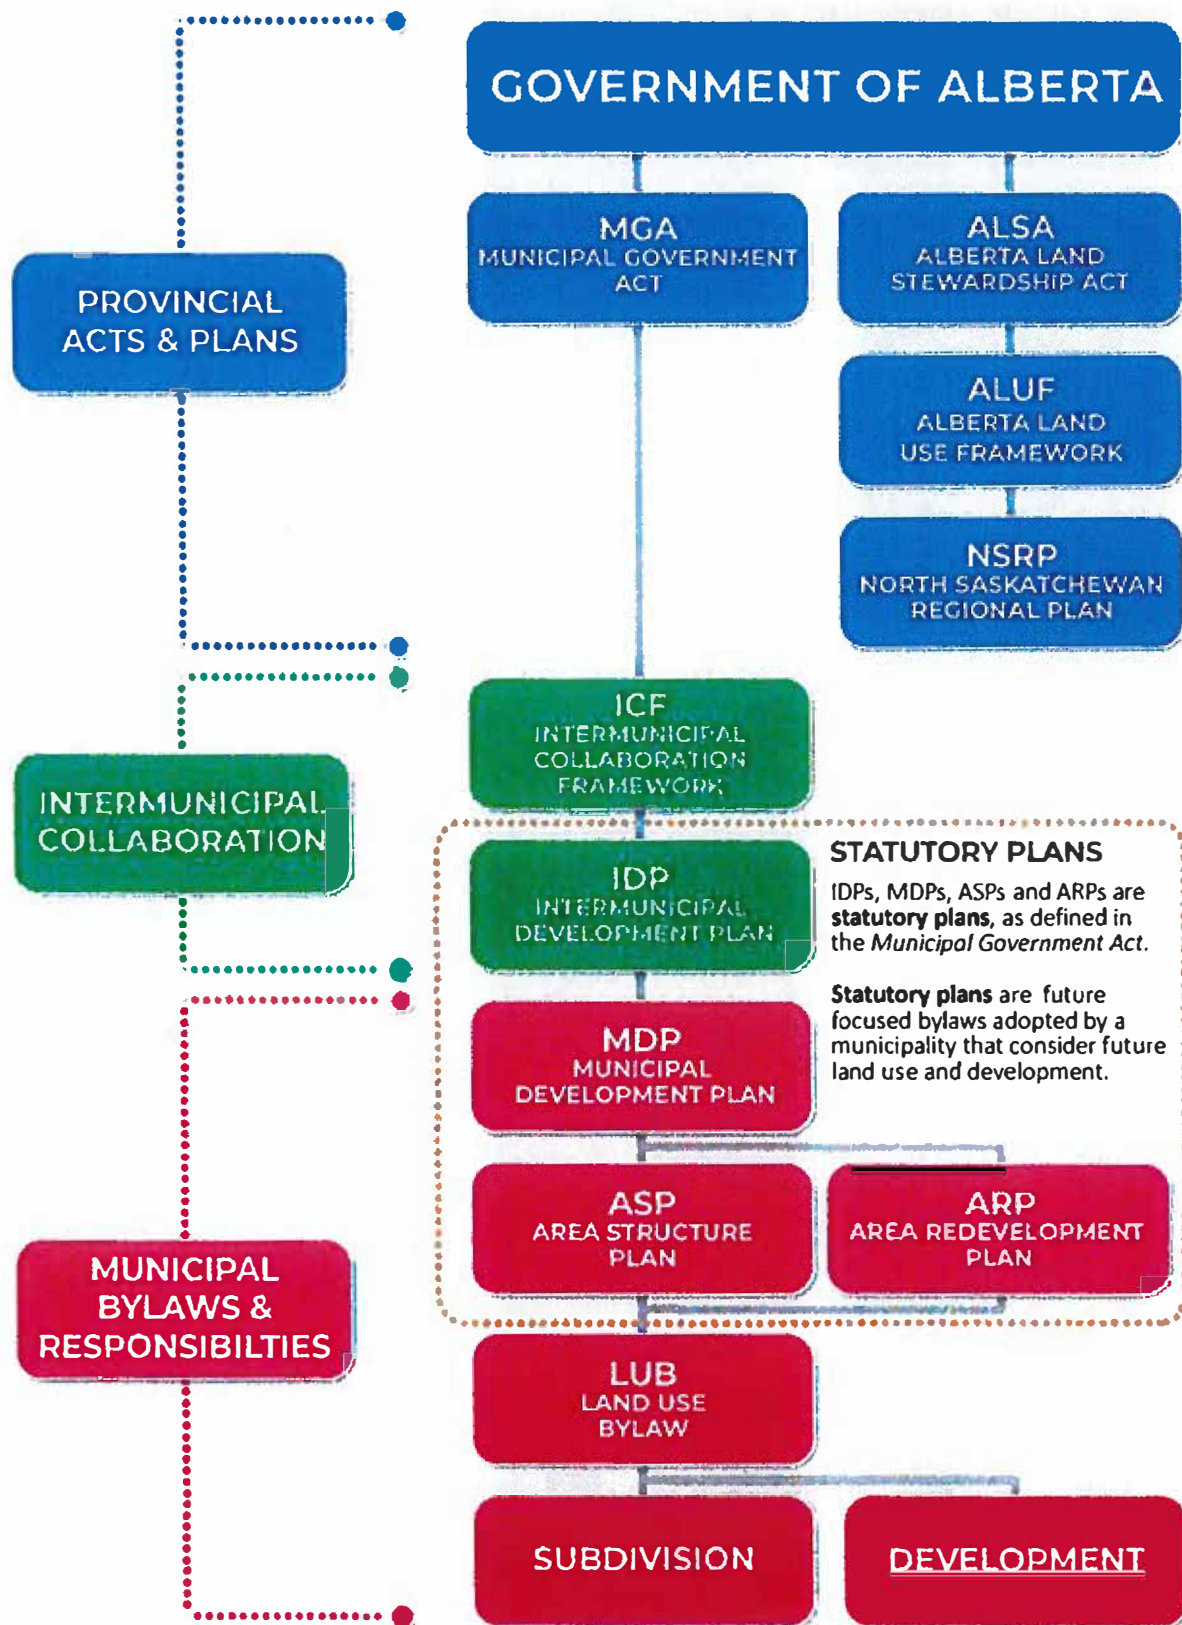 GOVERNMENT OF ALBERTA
MGA
MUNICIPAL GOVERNMENT
ACT
ALSA
ALBERTA LAND
STEWARDSHIP ACT
PROVINCIAL
ACTS & PLANS
ALUF
ALBERTA LAND
USE FRAMEWORK
NSRP
NORTH SASKATCHEWAN
REGIONAL PLAN
ICF
INTERMUNICIPAL
COLLABORATION
FRAMEWORK
INTERMUNICIPAL
COLLABORATION
IDP
INTERMUNICIPAL
DEVELOPMENT PLAN
STATUTORY PLANS
IDPs, MDPs, ASPs and ARPs are
statutory plans, as defined in
the Municipal Government Act.
Statutory plans are future
focused bylaws adopted by a
municipality that consider future
land use and development.
MDP
MUNICIPAL
DEVELOPMENT PLAN
ASP
AREA STRUCTURE
PLAN
ARP
AREA REDEVELOPMENT
PLAN
MUNICIPAL
BYLAWS &
RESPONSIBILTIES
LUB
LAND USE
BYLAW
SUBDIVISION
DEVELOPMENT